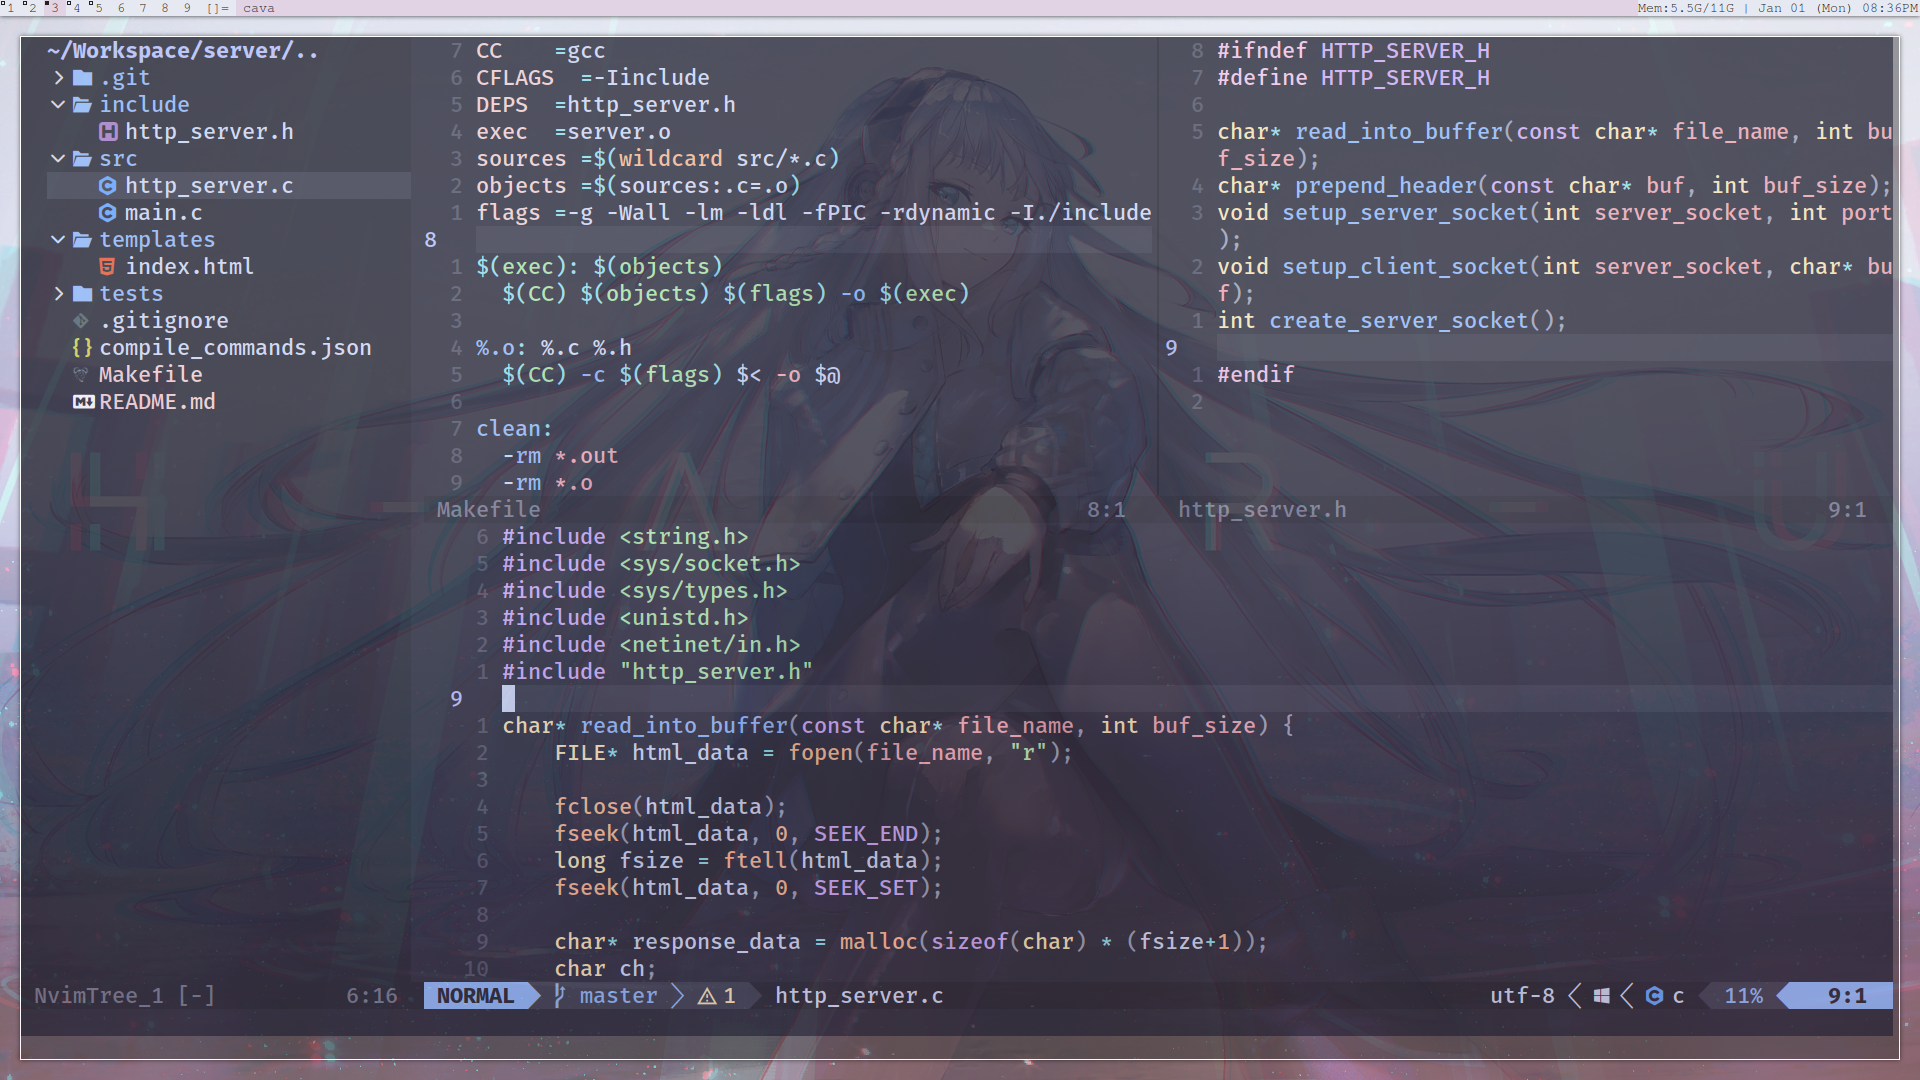 1 2 3 4 5 6 7 8 9 []= cava
Mem:5.5G/11G | Jan 01 (Mon) 08:36PM
~/Workspace/server/..
.git
include
http_server.h
src
http_server.c
main.c
templates
index.html
tests
.gitignore
{} compile_commands.json
Makefile
README.md
NvimTree_1 [-] 6:16
7 CC    =gcc
6 CFLAGS  =-Iinclude
5 DEPS  =http_server.h
4 exec  =server.o
3 sources =$(wildcard src/*.c)
2 objects =$(sources:.c=.o)
1 flags =-g -Wall -lm -ldl -fPIC -rdynamic -I./include
8
1 $(exec): $(objects)
2   $(CC) $(objects) $(flags) -o $(exec)
3
4 %.o: %.c %.h
5   $(CC) -c $(flags) $< -o $@
6
7 clean:
8   -rm *.out
9   -rm *.o
Makefile 8:1
8 #ifndef HTTP_SERVER_H
7 #define HTTP_SERVER_H
6
5 char* read_into_buffer(const char* file_name, int bu
f_size);
4 char* prepend_header(const char* buf, int buf_size);
3 void setup_server_socket(int server_socket, int port
);
2 void setup_client_socket(int server_socket, char* bu
f);
1 int create_server_socket();
9
1 #endif
2
http_server.h 9:1
6 #include <string.h>
5 #include <sys/socket.h>
4 #include <sys/types.h>
3 #include <unistd.h>
2 #include <netinet/in.h>
1 #include "http_server.h"
9
1 char* read_into_buffer(const char* file_name, int buf_size) {
2     FILE* html_data = fopen(file_name, "r");
3
4     fclose(html_data);
5     fseek(html_data, 0, SEEK_END);
6     long fsize = ftell(html_data);
7     fseek(html_data, 0, SEEK_SET);
8
9     char* response_data = malloc(sizeof(char) * (fsize+1));
10     char ch;
NORMAL master 1 http_server.c utf-8 c 11% 9:1
H A R U